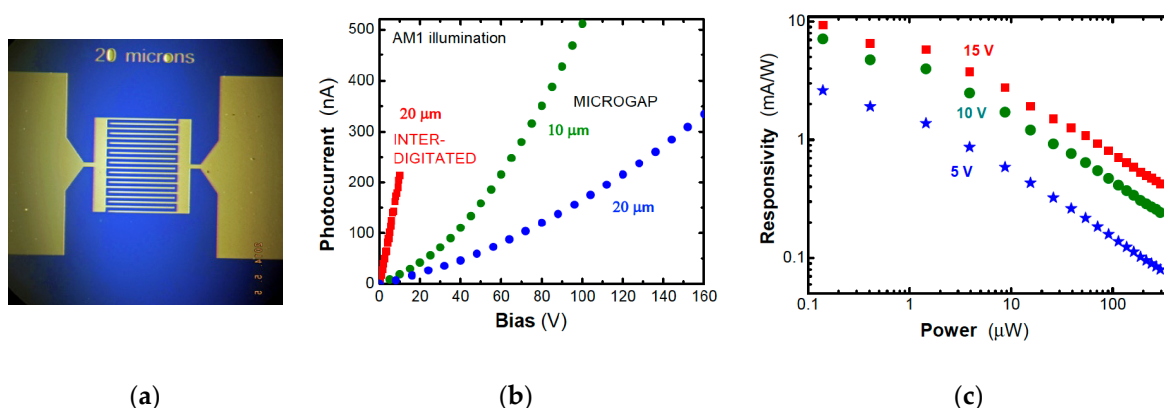 20 microns
AM1 illumination
MICROGAP
20 μm
INTER-
DIGITATED
10 μm
20 μm
Photocurrent (nA)
500
400
300
200
100
0
0 20 40 60 80 100 120 140 160
Bias (V)
Responsivity (mA/W)
10
1
0.1
15 V
10 V
5 V
0.1 1 10 100
Power (μW)
(a) (b) (c)